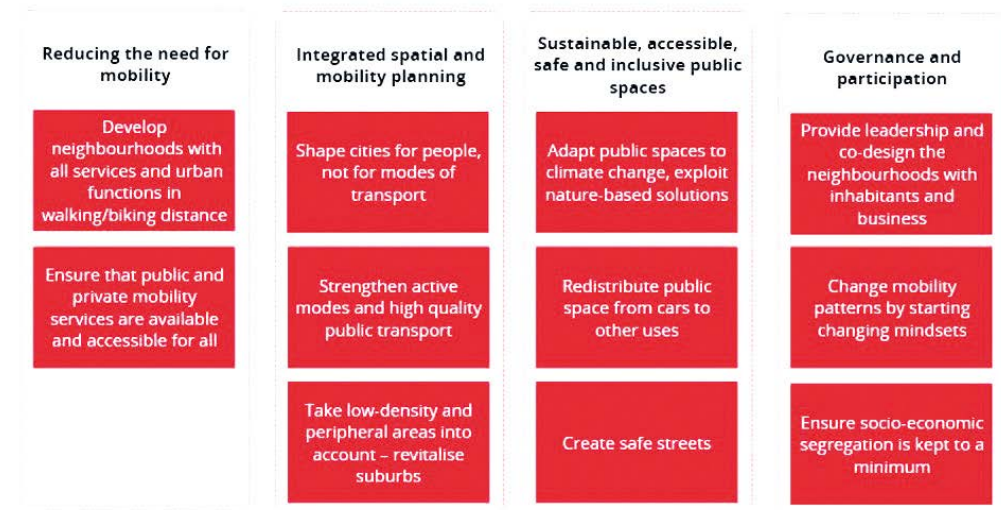 Reducing the need for
mobility
Develop
neighbourhoods with
all services and urban
functions in
walking/biking distance
Ensure that public and
private mobility
services are available
and accessible for all
Integrated spatial and
mobility planning
Shape cities for people,
not for modes of
transport
Strengthen active
modes and high quality
public transport
Take low-density and
peripheral areas into
account – revitalise
suburbs
Sustainable, accessible,
safe and inclusive public
spaces
Adapt public spaces to
climate change, exploit
nature-based solutions
Redistribute public
space from cars to
other uses
Create safe streets
Governance and
participation
Provide leadership and
co-design the
neighbourhoods with
inhabitants and
business
Change mobility
patterns by starting
changing mindsets
Ensure socio-economic
segregation is kept to a
minimum